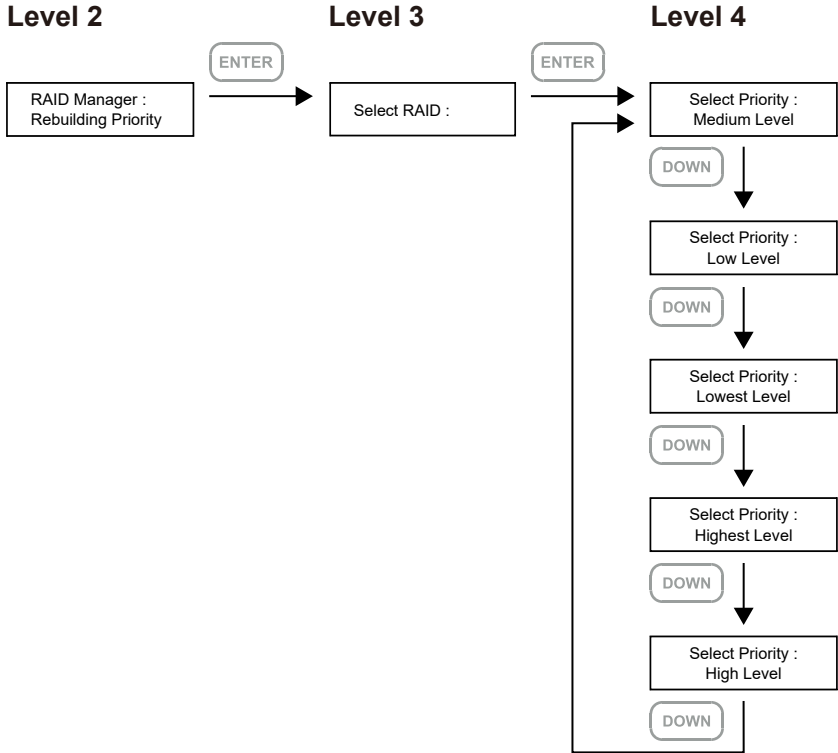 Level 2
Level 3
Level 4
ENTER
ENTER
RAID Manager :
Rebuilding Priority
Select RAID :
Select Priority :
Medium Level
DOWN
Select Priority :
Low Level
DOWN
Select Priority :
Lowest Level
DOWN
Select Priority :
Highest Level
DOWN
Select Priority :
High Level
DOWN